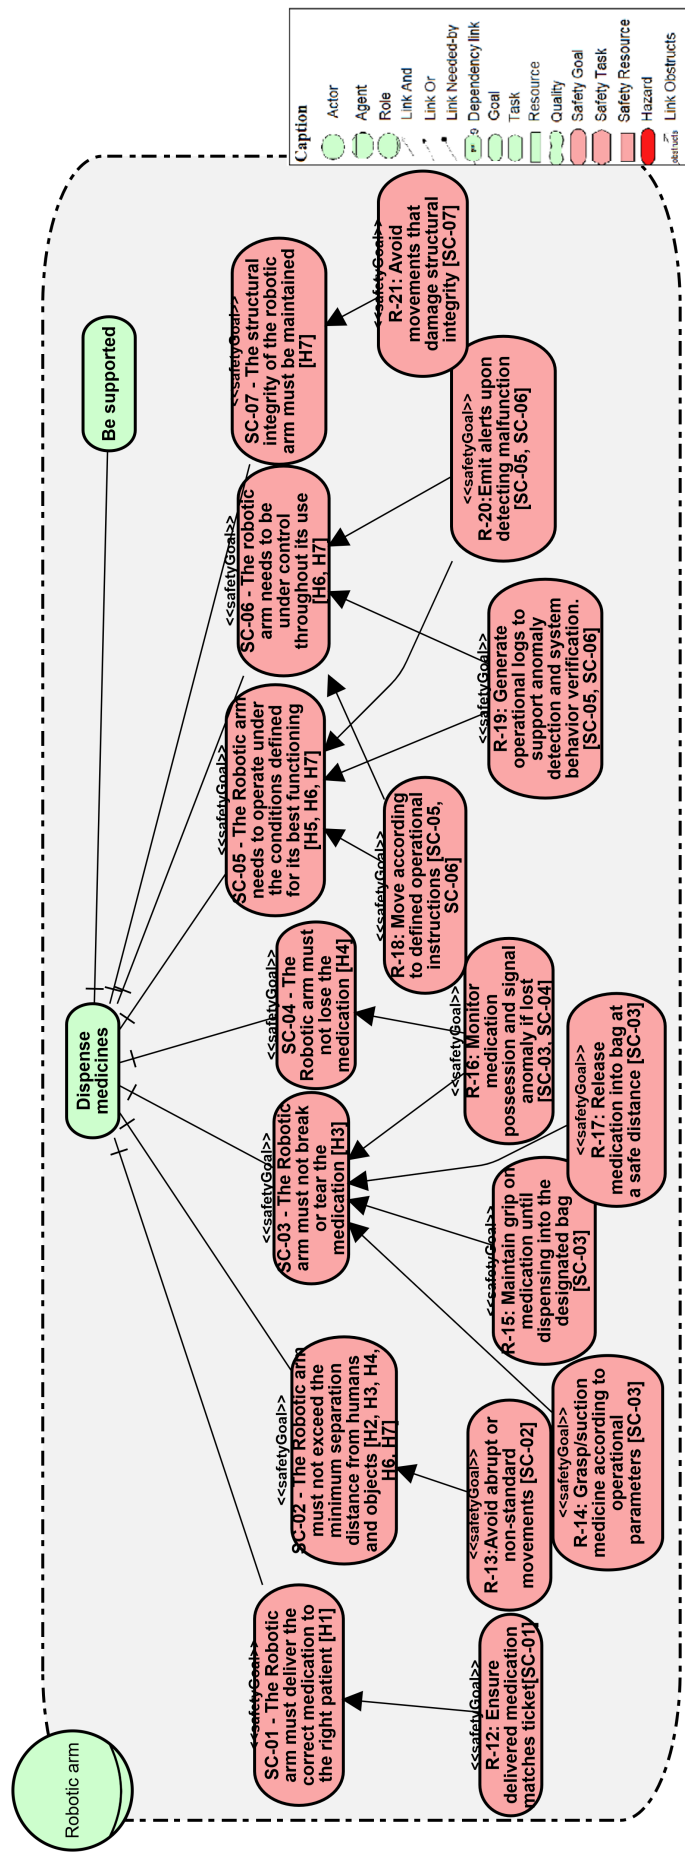 Robotic arm
Dispense
medicines
Be supported
<<safetyGoal>>
SC-01 - The Robotic
arm must deliver the
correct medication to
the right patient [H1]
<<safetyGoal>>
SC-02 - The Robotic arm
must not exceed the
minimum separation
distance from humans
and objects [H2, H3, H4,
H6, H7]
<<safetyGoal>>
SC-03 - The Robotic
arm must not break
or tear the
medication [H3]
<<safetyGoal>>
SC-04 - The
Robotic arm must
not lose the
medication [H4]
<<safetyGoal>>
SC-05 - The Robotic arm
needs to operate under
the conditions defined
for its best functioning
[H5, H6, H7]
<<safetyGoal>>
SC-06 - The robotic
arm needs to be
under control
throughout its use
[H6, H7]
<<safetyGoal>>
SC-07 - The structural
integrity of the robotic
arm must be maintained
[H7]
<<safetyGoal>>
R-12: Ensure
delivered medication
matches ticket[SC-01]
<<safetyGoal>>
R-13:Avoid abrupt or
non-standard
movements [SC-02]
<<safetyGoal>>
R-14: Grasp/suction
medicine according to
operational
parameters [SC-03]
<<safetyGoal>>
R-15: Maintain grip on
medication until
dispensing into the
designated bag
[SC-03]
<<safetyGoal>>
R-16: Monitor
medication
possession and signal
anomaly if lost
[SC-03, SC-04]
<<safetyGoal>>
R-17: Release
medication into bag at
a safe distance [SC-03]
<<safetyGoal>>
R-18: Move according
to defined operational
instructions [SC-05,
SC-06]
<<safetyGoal>>
R-19: Generate
operational logs to
support anomaly
detection and system
behavior verification.
[SC-05, SC-06]
<<safetyGoal>>
R-20:Emit alerts upon
detecting malfunction
[SC-05, SC-06]
<<safetyGoal>>
R-21: Avoid
movements that
damage structural
integrity [SC-07]
Caption
Actor
Agent
Role
Link And
Link Or
Link Needed-by
Dependency link
Goal
Task
Resource
Quality
Safety Goal
Safety Task
Safety Resource
Hazard
obstructs
Link Obstructs